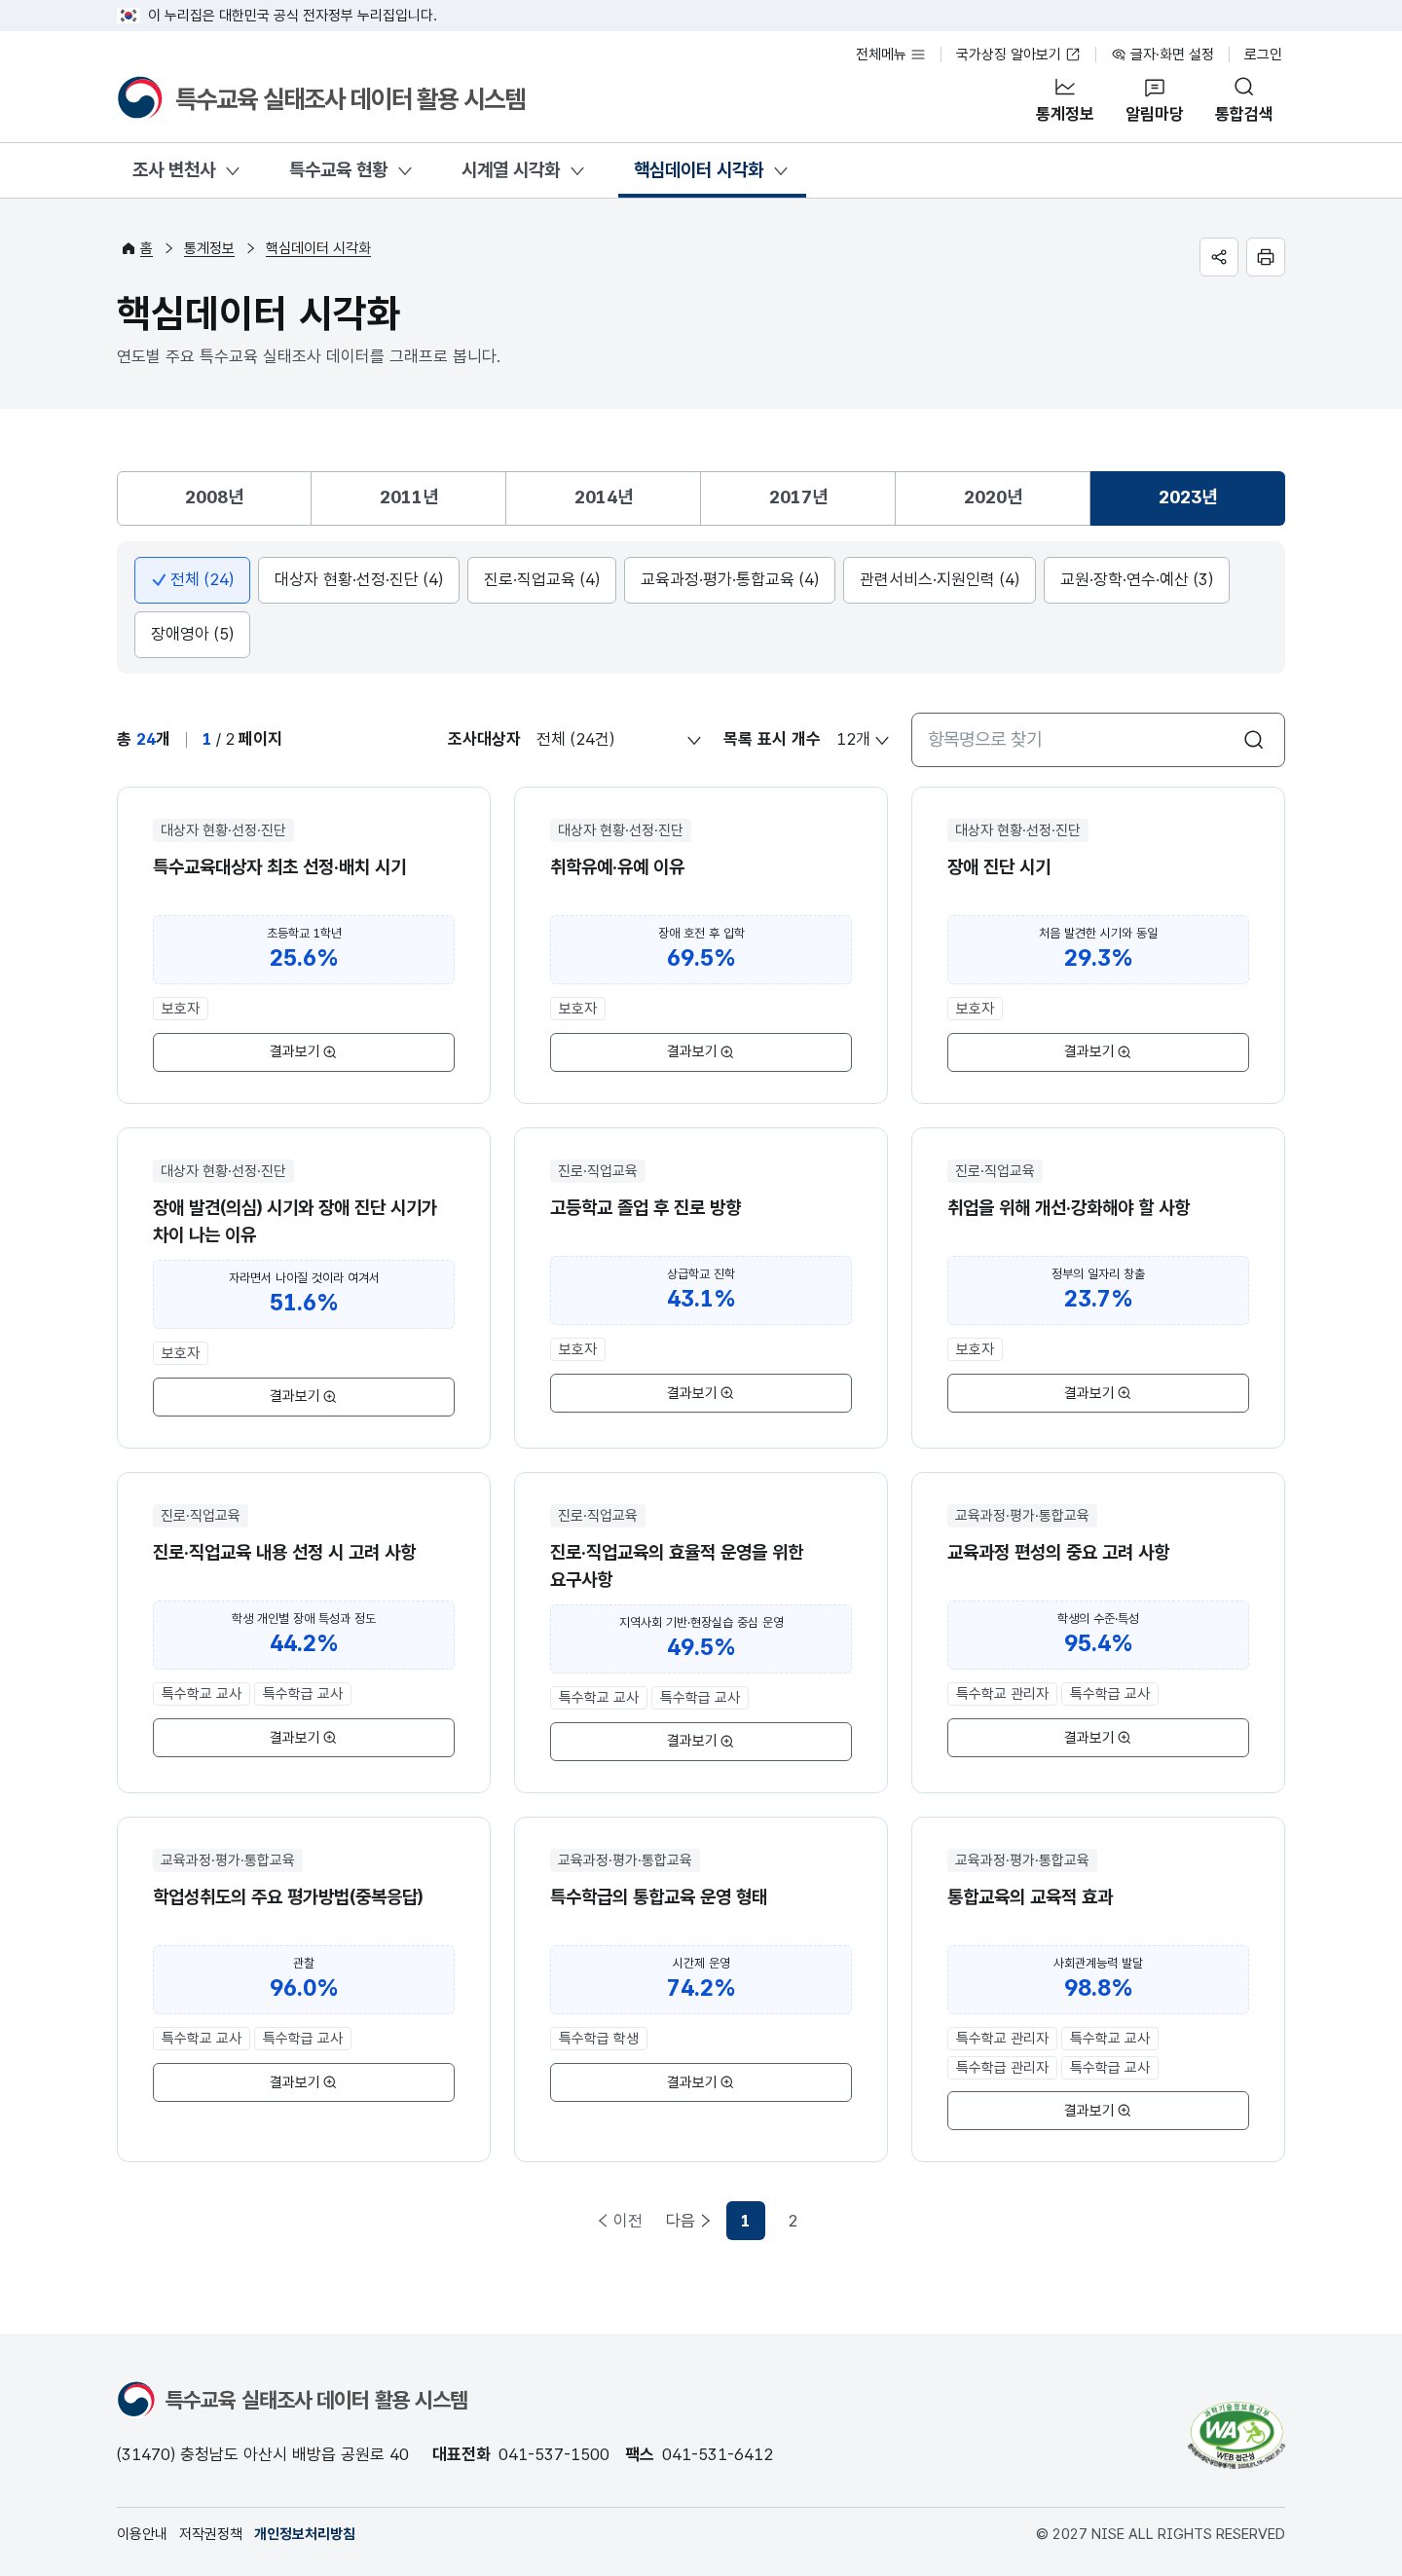 이 누리집은 대한민국 공식 전자정부 누리집입니다.
전체메뉴 국가상징 알아보기 글자·화면 설정 로그인
특수교육 실태조사 데이터 활용 시스템
통계정보 알림마당 통합검색
조사 변천사 특수교육 현황 시계열 시각화 핵심데이터 시각화
홈 통계정보 핵심데이터 시각화
핵심데이터 시각화
연도별 주요 특수교육 실태조사 데이터를 그래프로 봅니다.
2008년 2011년 2014년 2017년 2020년 2023년
전체 (24) 대상자 현황·선정·진단 (4) 진로·직업교육 (4) 교육과정·평가·통합교육 (4) 관련서비스·지원인력 (4) 교원·장학·연수·예산 (3)
장애영아 (5)
총 24개 1 / 2 페이지 조사대상자 전체 (24건) 목록 표시 개수 12개 항목명으로 찾기
대상자 현황·선정·진단
특수교육대상자 최초 선정·배치 시기
초등학교 1학년
25.6%
보호자
결과보기
대상자 현황·선정·진단
취학유예·유예 이유
장애 호전 후 입학
69.5%
보호자
결과보기
대상자 현황·선정·진단
장애 진단 시기
처음 발견한 시기와 동일
29.3%
보호자
결과보기
대상자 현황·선정·진단
장애 발견(의심) 시기와 장애 진단 시기가
차이 나는 이유
자라면서 나아질 것이라 여겨서
51.6%
보호자
결과보기
진로·직업교육
고등학교 졸업 후 진로 방향
상급학교 진학
43.1%
보호자
결과보기
진로·직업교육
취업을 위해 개선·강화해야 할 사항
정부의 일자리 창출
23.7%
보호자
결과보기
진로·직업교육
진로·직업교육 내용 선정 시 고려 사항
학생 개인별 장애 특성과 정도
44.2%
특수학교 교사 특수학급 교사
결과보기
진로·직업교육
진로·직업교육의 효율적 운영을 위한
요구사항
지역사회 기반·현장실습 중심 운영
49.5%
특수학교 교사 특수학급 교사
결과보기
교육과정·평가·통합교육
교육과정 편성의 중요 고려 사항
학생의 수준·특성
95.4%
특수학교 관리자 특수학급 교사
결과보기
교육과정·평가·통합교육
학업성취도의 주요 평가방법(중복응답)
관찰
96.0%
특수학교 교사 특수학급 교사
결과보기
교육과정·평가·통합교육
특수학급의 통합교육 운영 형태
시간제 운영
74.2%
특수학급 학생
결과보기
교육과정·평가·통합교육
통합교육의 교육적 효과
사회관계능력 발달
98.8%
특수학교 관리자 특수학교 교사
특수학급 관리자 특수학급 교사
결과보기
이전 다음 1 2
특수교육 실태조사 데이터 활용 시스템
(31470) 충청남도 아산시 배방읍 공원로 40 대표전화 041-537-1500 팩스 041-531-6412
과학기술정보통신부
WA
WEB 접근성
이용안내 저작권정책 개인정보처리방침
© 2027 NISE ALL RIGHTS RESERVED